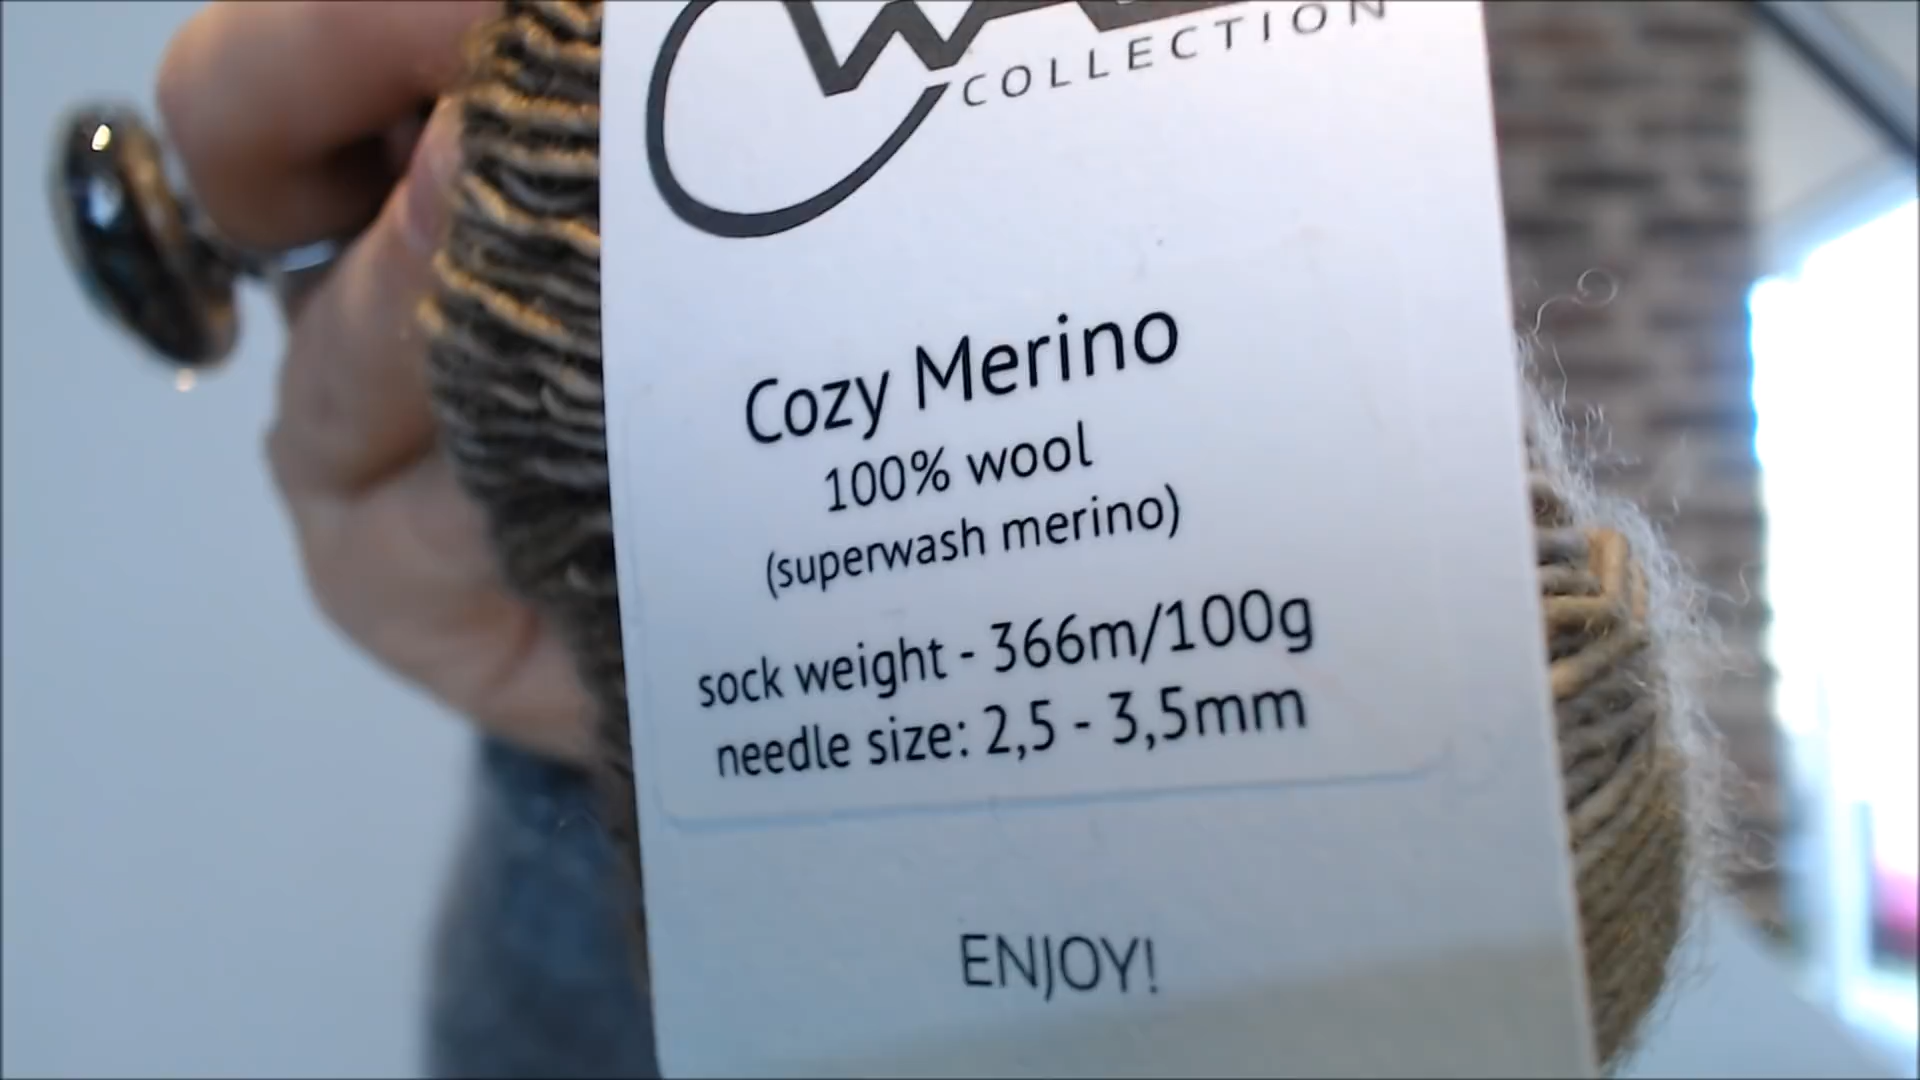 COLLECTION
Cozy Merino
100% wool
(superwash merino)
sock weight - 366m/100g
needle size: 2,5 - 3,5mm
ENJOY!